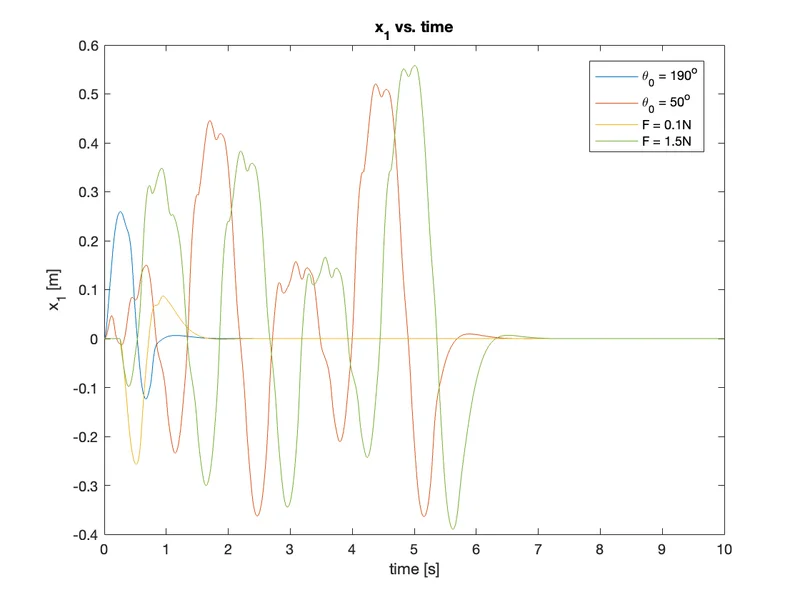 x₁ vs. time
0.6
0.5
0.4
0.3
0.2
0.1
0
-0.1
-0.2
-0.3
-0.4
x₁ [m]
0 1 2 3 4 5 6 7 8 9 10
time [s]
θ₀ = 190°
θ₀ = 50°
F = 0.1N
F = 1.5N